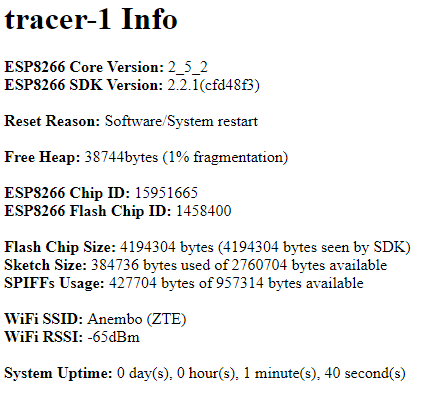 tracer-1 Info
ESP8266 Core Version: 2_5_2
ESP8266 SDK Version: 2.2.1(cfd48f3)
Reset Reason: Software/System restart
Free Heap: 38744bytes (1% fragmentation)
ESP8266 Chip ID: 15951665
ESP8266 Flash Chip ID: 1458400
Flash Chip Size: 4194304 bytes (4194304 bytes seen by SDK)
Sketch Size: 384736 bytes used of 2760704 bytes available
SPIFFs Usage: 427704 bytes of 957314 bytes available
WiFi SSID: Anembo (ZTE)
WiFi RSSI: -65dBm
System Uptime: 0 day(s), 0 hour(s), 1 minute(s), 40 second(s)